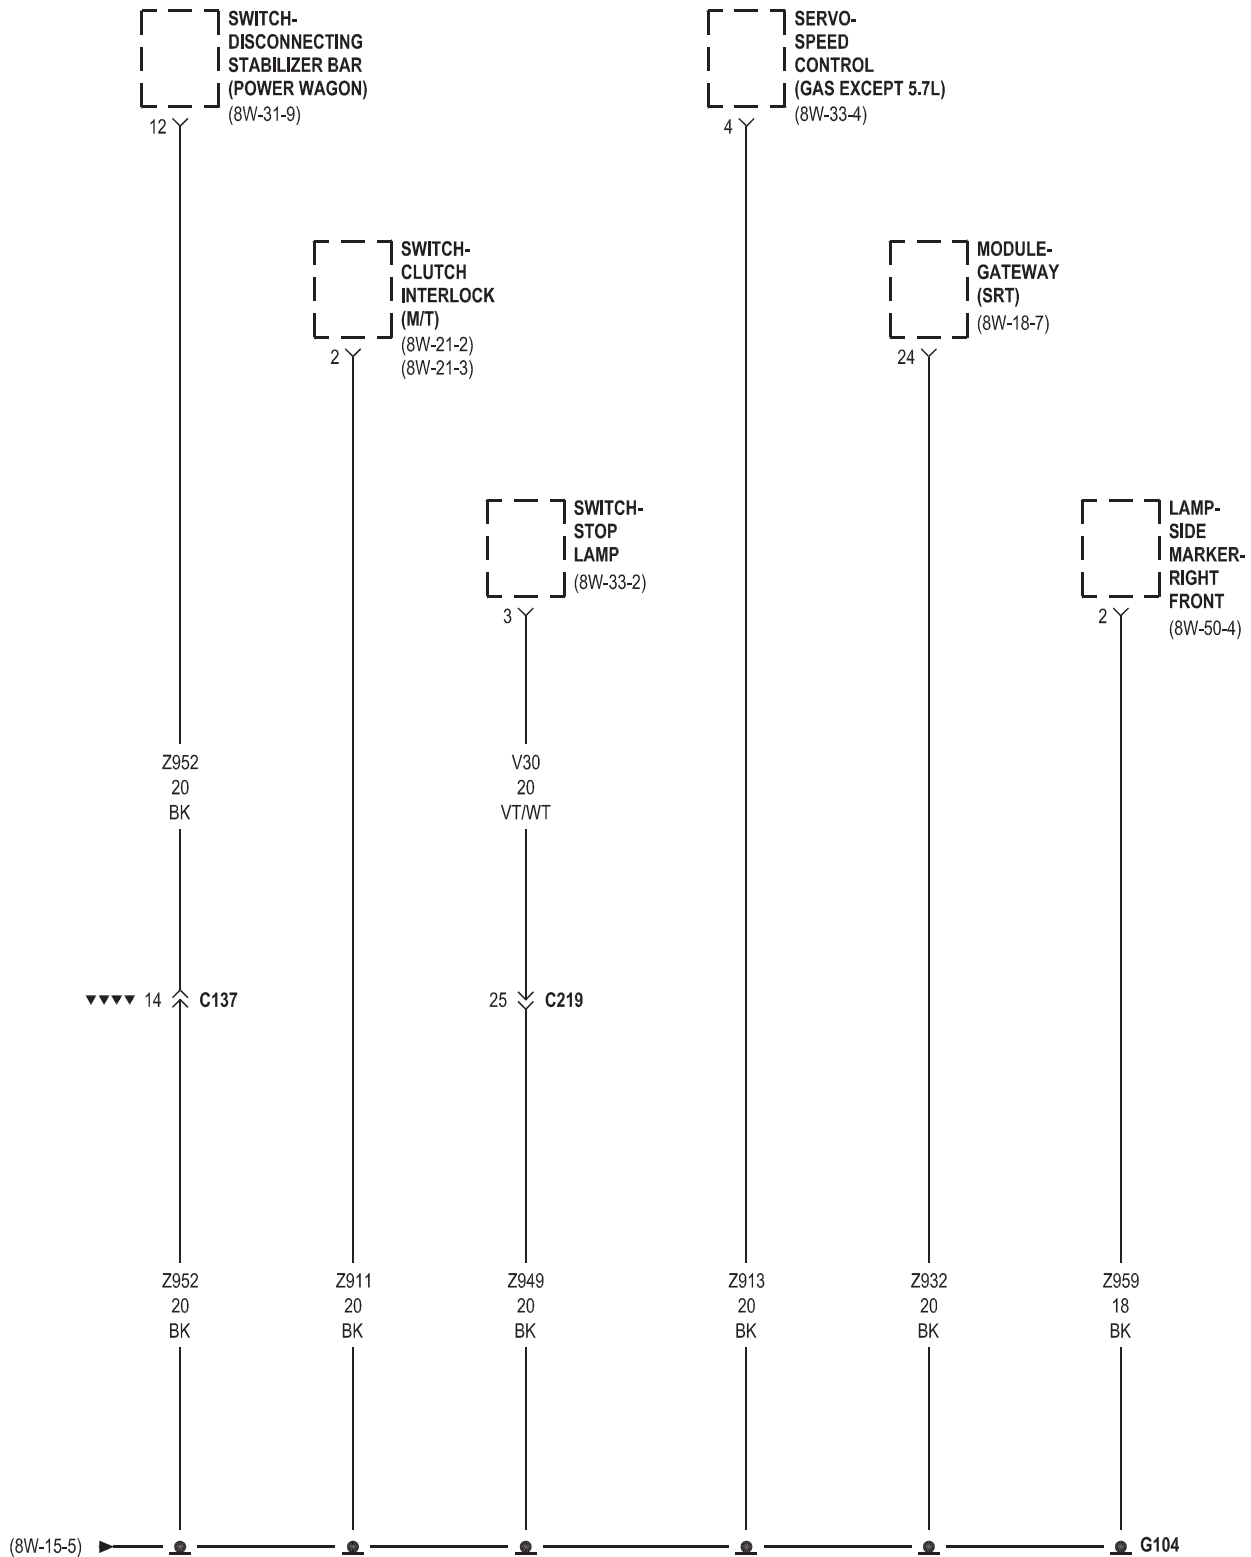 SWITCH-
DISCONNECTING
STABILIZER BAR
(POWER WAGON)
(8W-31-9)
12
SERVO-
SPEED
CONTROL
(GAS EXCEPT 5.7L)
(8W-33-4)
4
SWITCH-
CLUTCH
INTERLOCK
(M/T)
(8W-21-2)
(8W-21-3)
2
MODULE-
GATEWAY
(SRT)
(8W-18-7)
24
SWITCH-
STOP
LAMP
(8W-33-2)
3
LAMP-
SIDE
MARKER-
RIGHT
FRONT
(8W-50-4)
2
Z952
20
BK
V30
20
VT/WT
14 C137
25 C219
Z952
20
BK
Z911
20
BK
Z949
20
BK
Z913
20
BK
Z932
20
BK
Z959
18
BK
(8W-15-5)
G104